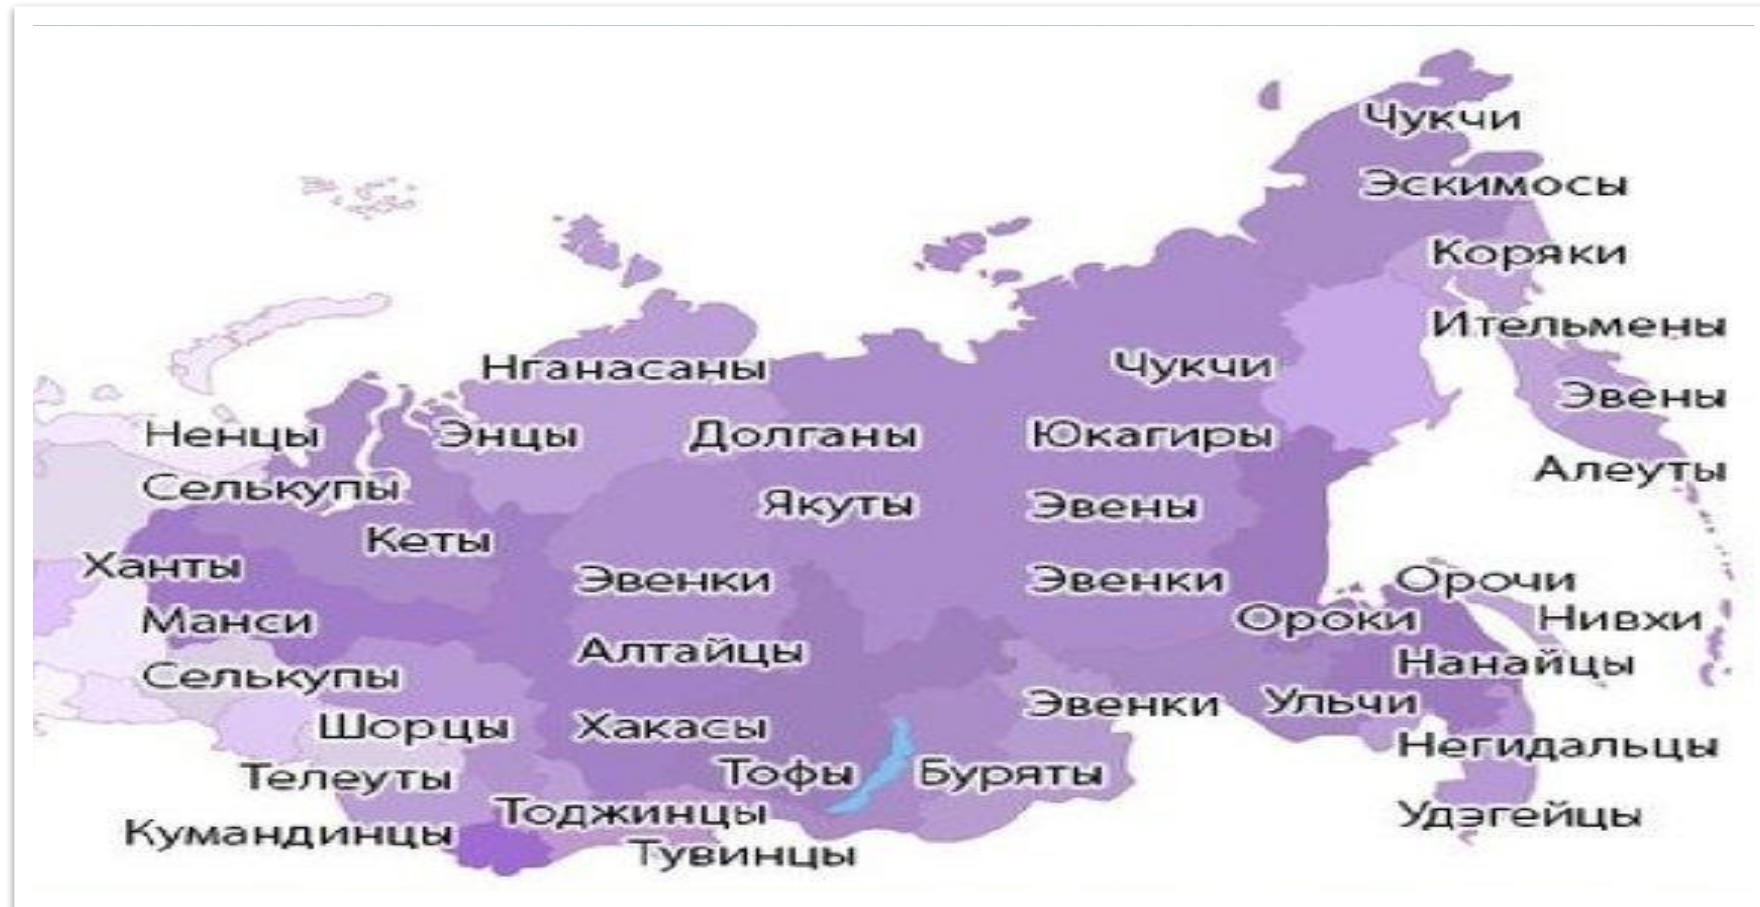 Чукчи
Эскимосы
Коряки
Ительмены
Нганасаны
Чукчи
Эвены
Ненцы
Энцы
Долганы
Юкагиры
Алеуты
Селькупы
Якуты
Эвены
Кеты
Ханты
Эвенки
Эвенки
Орочи
Манси
Ороки
Нивхи
Алтайцы
Нанайцы
Селькупы
Эвенки
Ульчи
Шорцы
Хакасы
Негидальцы
Телеуты
Тофы
Буряты
Тоджинцы
Удэгейцы
Кумандинцы
Тувинцы